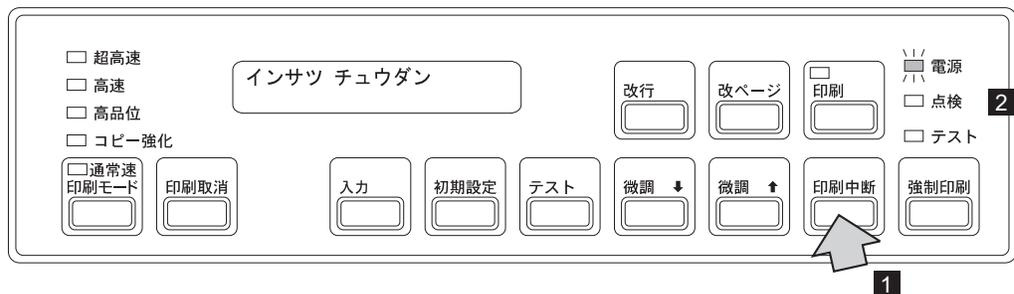 超高速
高速
高品位
コピー強化
通常速
印刷モード
印刷取消
インサツ チュウダン
入力
初期設定
テスト
改行
改ページ
印刷
微調 ⬇
微調 ⬆
印刷中断
強制印刷
電源
点検
テスト
2
1